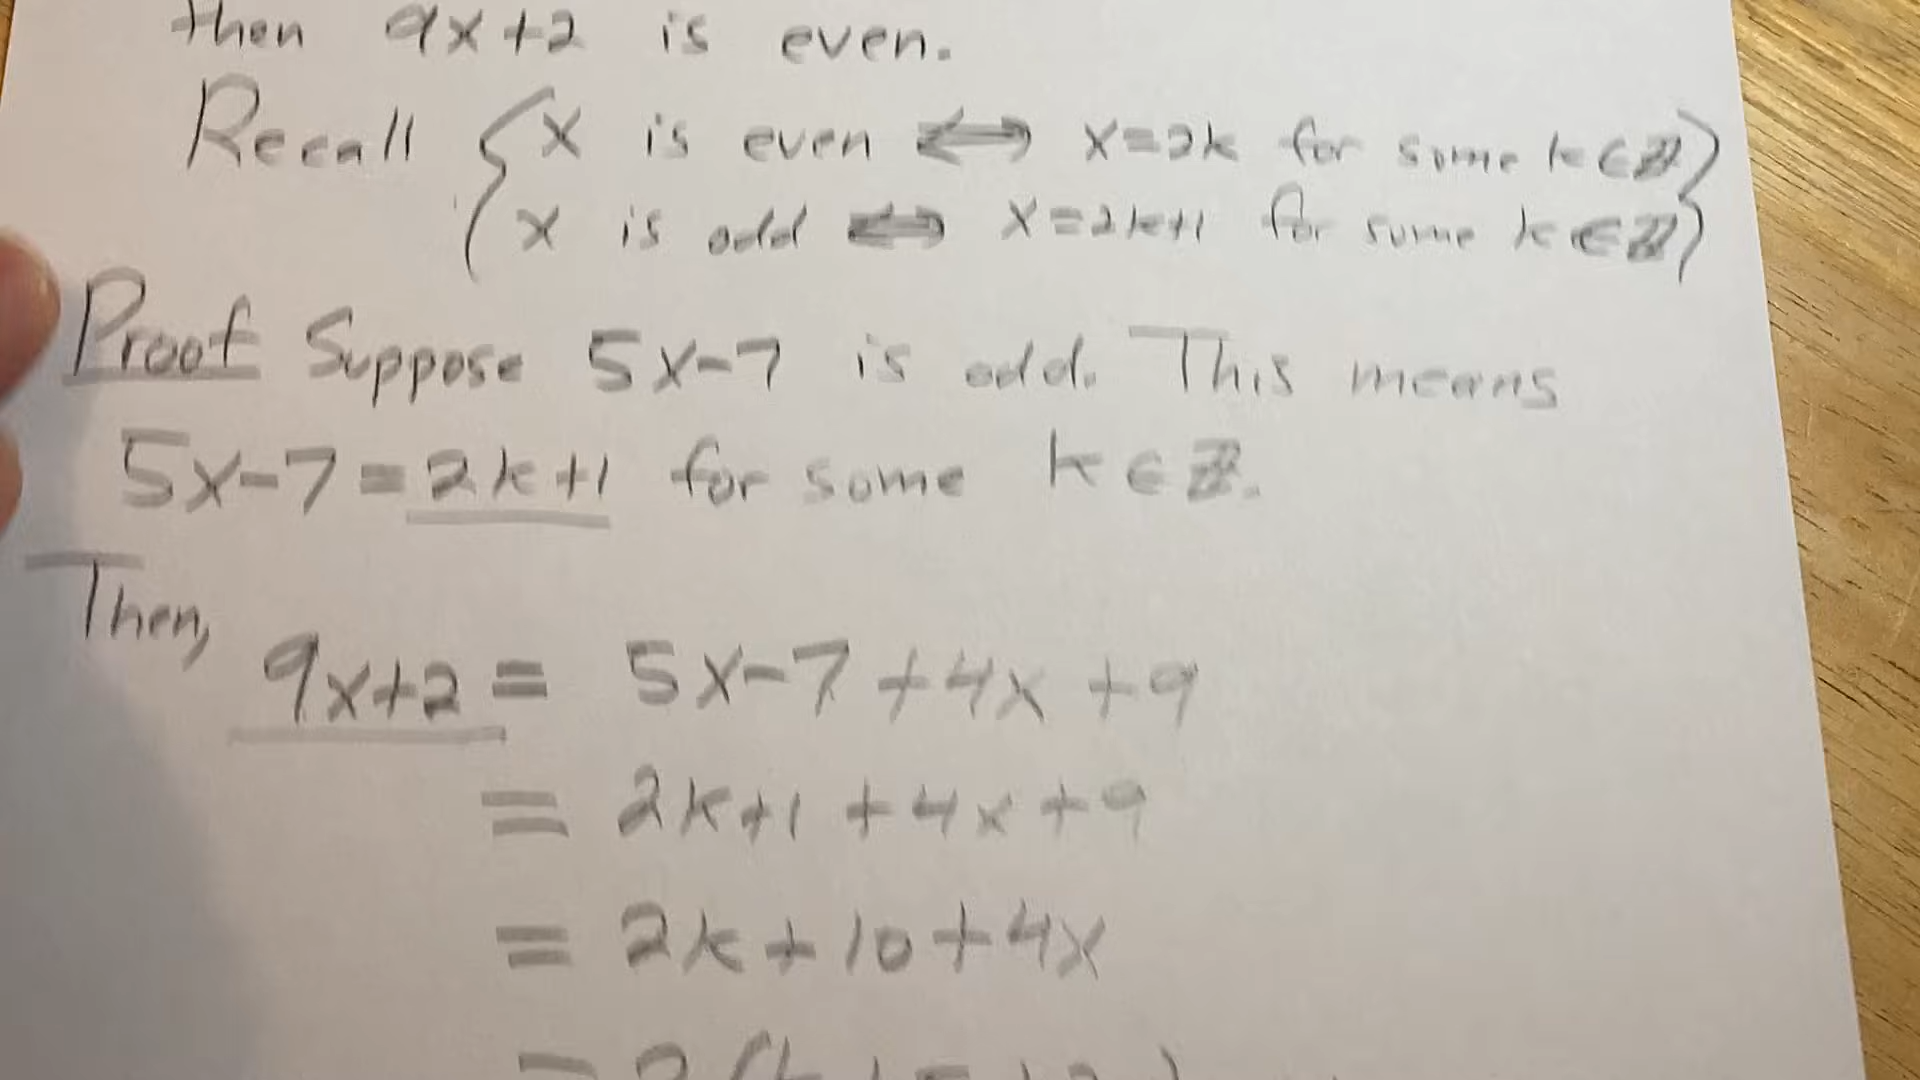 then 9x+2 is even.
Recall { x is even ⟺ x=2k for some k∈ℤ }
{ x is odd ⟺ x=2k+1 for some k∈ℤ }
Proof Suppose 5x-7 is odd. This means
5x-7=2k+1 for some k∈ℤ.
Then,
9x+2 = 5x-7+4x+9
= 2k+1+4x+9
= 2k+10+4x